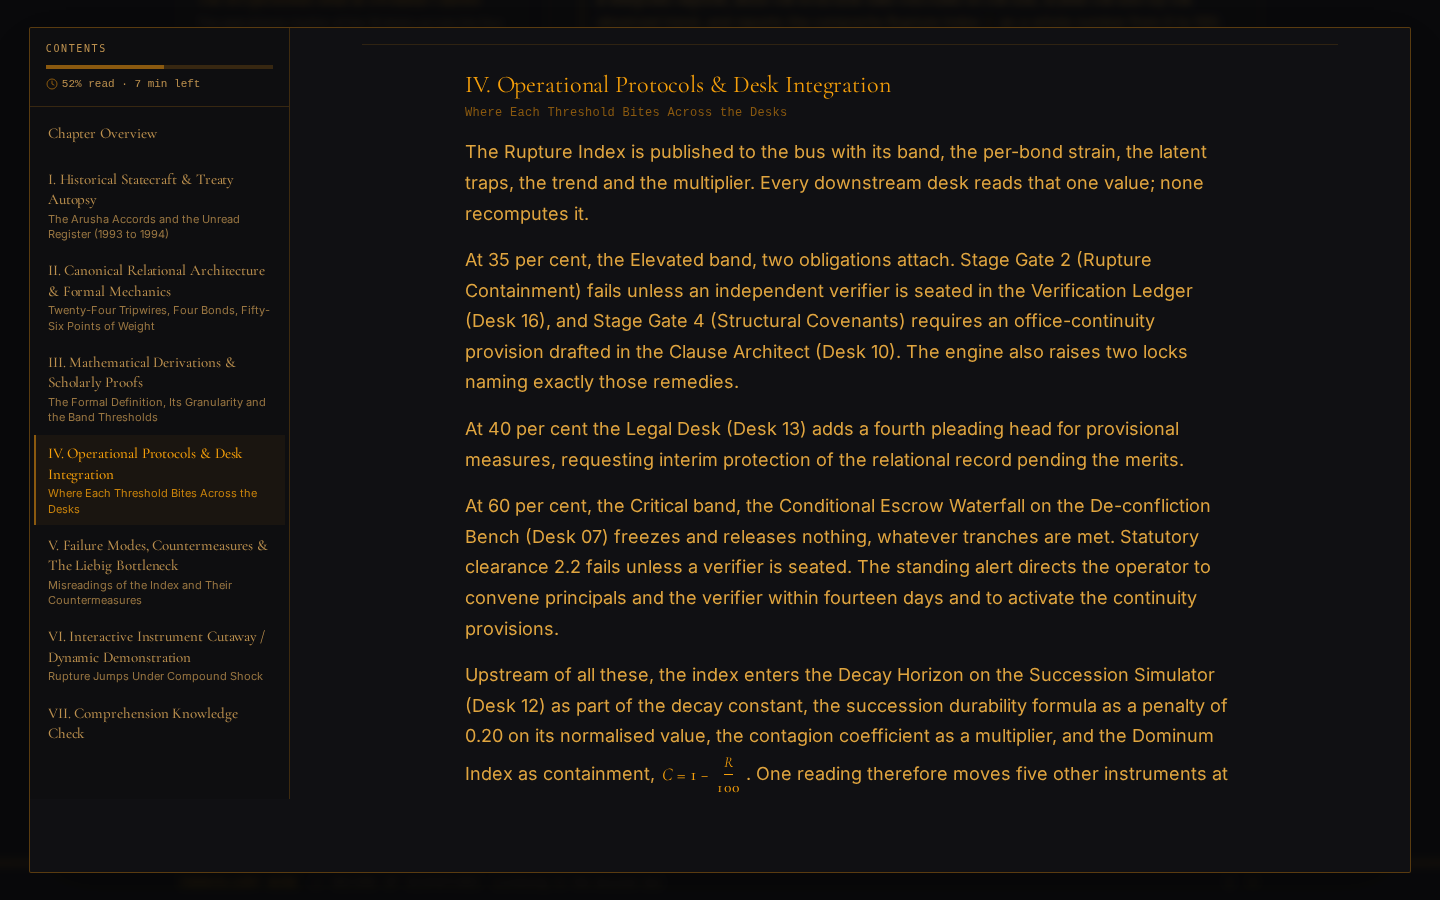 CONTENTS
52% read · 7 min left
Chapter Overview
I. Historical Statecraft & Treaty
Autopsy
The Arusha Accords and the Unread
Register (1993 to 1994)
II. Canonical Relational Architecture
& Formal Mechanics
Twenty-Four Tripwires, Four Bonds, Fifty-
Six Points of Weight
III. Mathematical Derivations &
Scholarly Proofs
The Formal Definition, Its Granularity and
the Band Thresholds
IV. Operational Protocols & Desk
Integration
Where Each Threshold Bites Across the
Desks
V. Failure Modes, Countermeasures &
The Liebig Bottleneck
Misreadings of the Index and Their
Countermeasures
VI. Interactive Instrument Cutaway /
Dynamic Demonstration
Rupture Jumps Under Compound Shock
VII. Comprehension Knowledge
Check
IV. Operational Protocols & Desk Integration
Where Each Threshold Bites Across the Desks
The Rupture Index is published to the bus with its band, the per-bond strain, the latent
traps, the trend and the multiplier. Every downstream desk reads that one value; none
recomputes it.
At 35 per cent, the Elevated band, two obligations attach. Stage Gate 2 (Rupture
Containment) fails unless an independent verifier is seated in the Verification Ledger
(Desk 16), and Stage Gate 4 (Structural Covenants) requires an office-continuity
provision drafted in the Clause Architect (Desk 10). The engine also raises two locks
naming exactly those remedies.
At 40 per cent the Legal Desk (Desk 13) adds a fourth pleading head for provisional
measures, requesting interim protection of the relational record pending the merits.
At 60 per cent, the Critical band, the Conditional Escrow Waterfall on the De-confliction
Bench (Desk 07) freezes and releases nothing, whatever tranches are met. Statutory
clearance 2.2 fails unless a verifier is seated. The standing alert directs the operator to
convene principals and the verifier within fourteen days and to activate the continuity
provisions.
Upstream of all these, the index enters the Decay Horizon on the Succession Simulator
(Desk 12) as part of the decay constant, the succession durability formula as a penalty of
0.20 on its normalised value, the contagion coefficient as a multiplier, and the Dominum
Index as containment, C = 1 − R/100 . One reading therefore moves five other instruments at